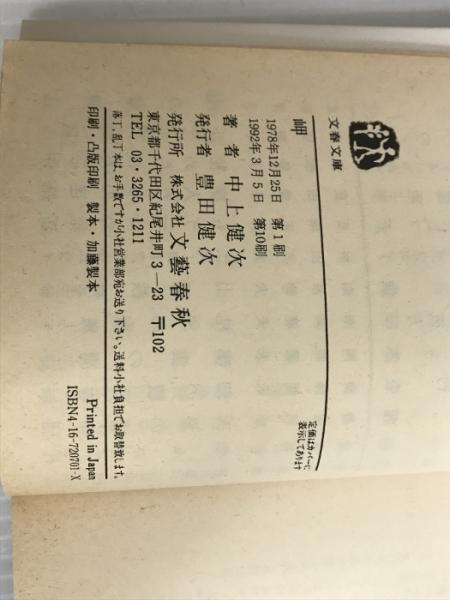 文春文庫
定価はカバーに
表示してあります
岬
1978年12月25日 第1刷
1992年3月5日 第10刷
著者 中上健次
発行者 豊田健次
発行所 株式会社 文藝春秋
東京都千代田区紀尾井町3―23 〒102
TEL 03・3265・1211
落丁、乱丁本は、お手数ですが小社営業部宛お送り下さい。送料小社負担でお取替致します。
印刷・凸版印刷 製本・加藤製本
Printed in Japan
ISBN4-16-720701-X